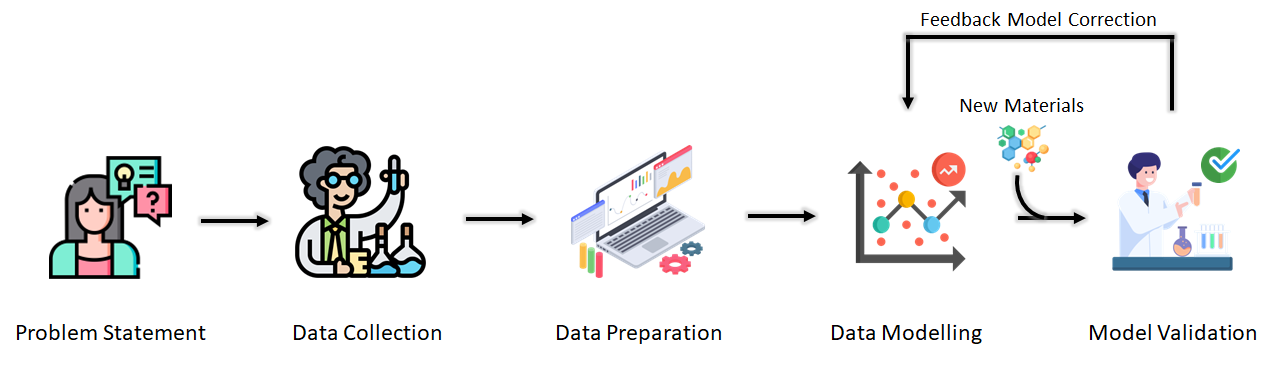 Feedback Model Correction
New Materials
?
Problem Statement
Data Collection
Data Preparation
Data Modelling
Model Validation